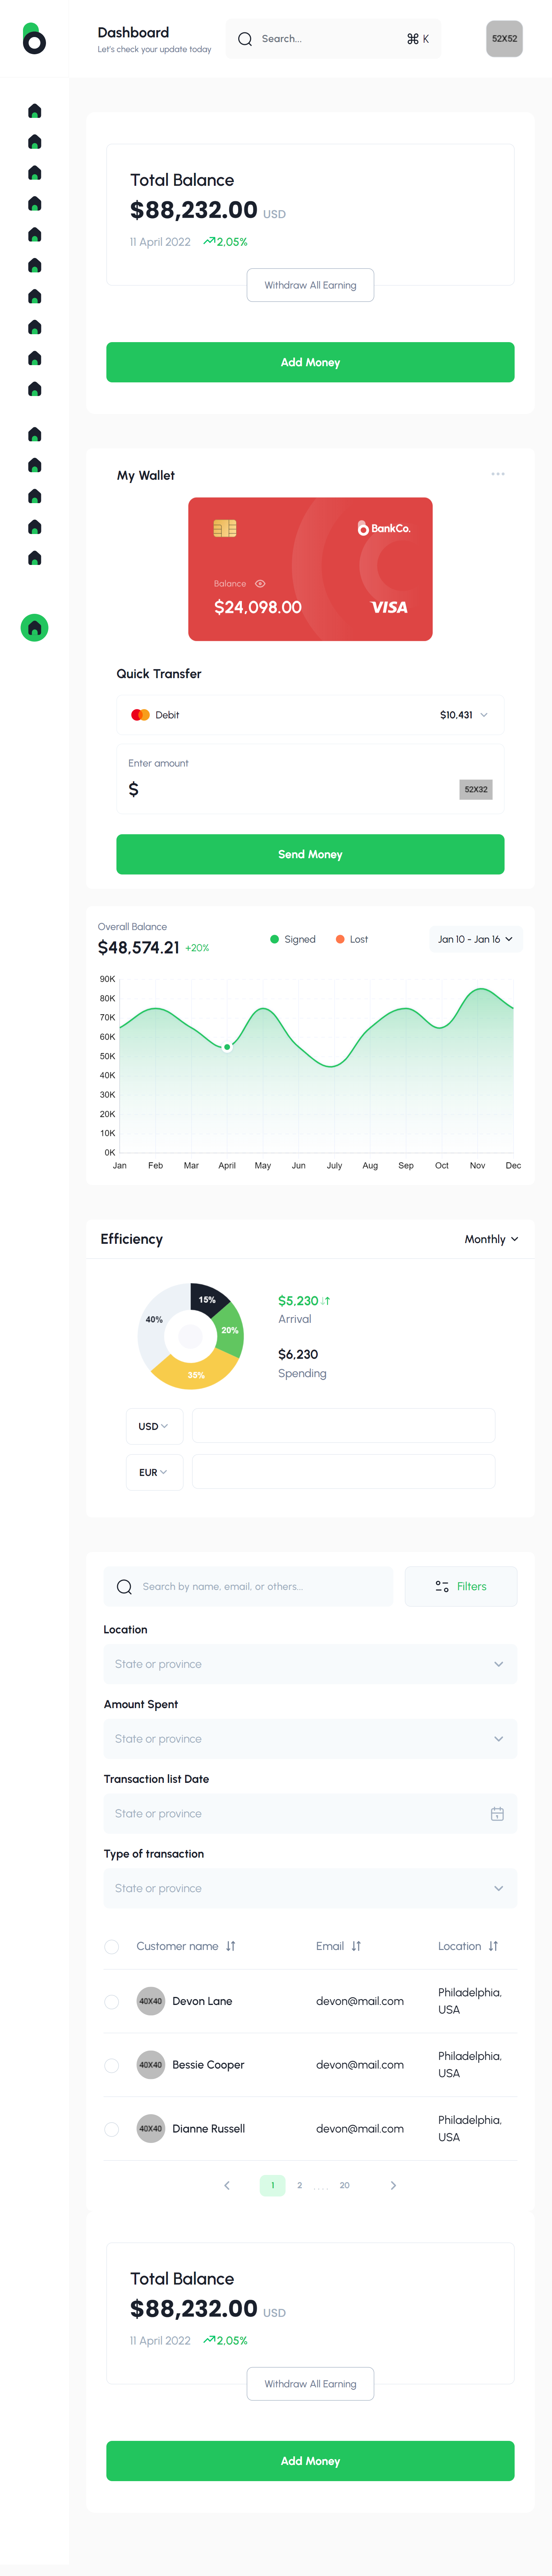 Dashboard
Let's check your update today
Search...
⌘ K
52X52
Total Balance
$88,232.00 USD
11 April 2022 2,05%
Withdraw All Earning
Add Money
My Wallet
BankCo.
Balance
$24,098.00
VISA
Quick Transfer
Debit $10,431
Enter amount
$ 52X32
Send Money
Overall Balance
$48,574.21 +20%
Signed Lost
Jan 10 - Jan 16
90K
80K
70K
60K
50K
40K
30K
20K
10K
0K
Jan Feb Mar April May Jun July Aug Sep Oct Nov Dec
Efficiency Monthly
15%
20%
35%
40%
$5,230
Arrival
$6,230
Spending
USD
EUR
Search by name, email, or others...
Filters
Location
State or province
Amount Spent
State or province
Transaction list Date
State or province
Type of transaction
State or province
Customer name Email Location
40X40 Devon Lane devon@mail.com Philadelphia,
USA
40X40 Bessie Cooper devon@mail.com Philadelphia,
USA
40X40 Dianne Russell devon@mail.com Philadelphia,
USA
1 2 .... 20
Total Balance
$88,232.00 USD
11 April 2022 2,05%
Withdraw All Earning
Add Money